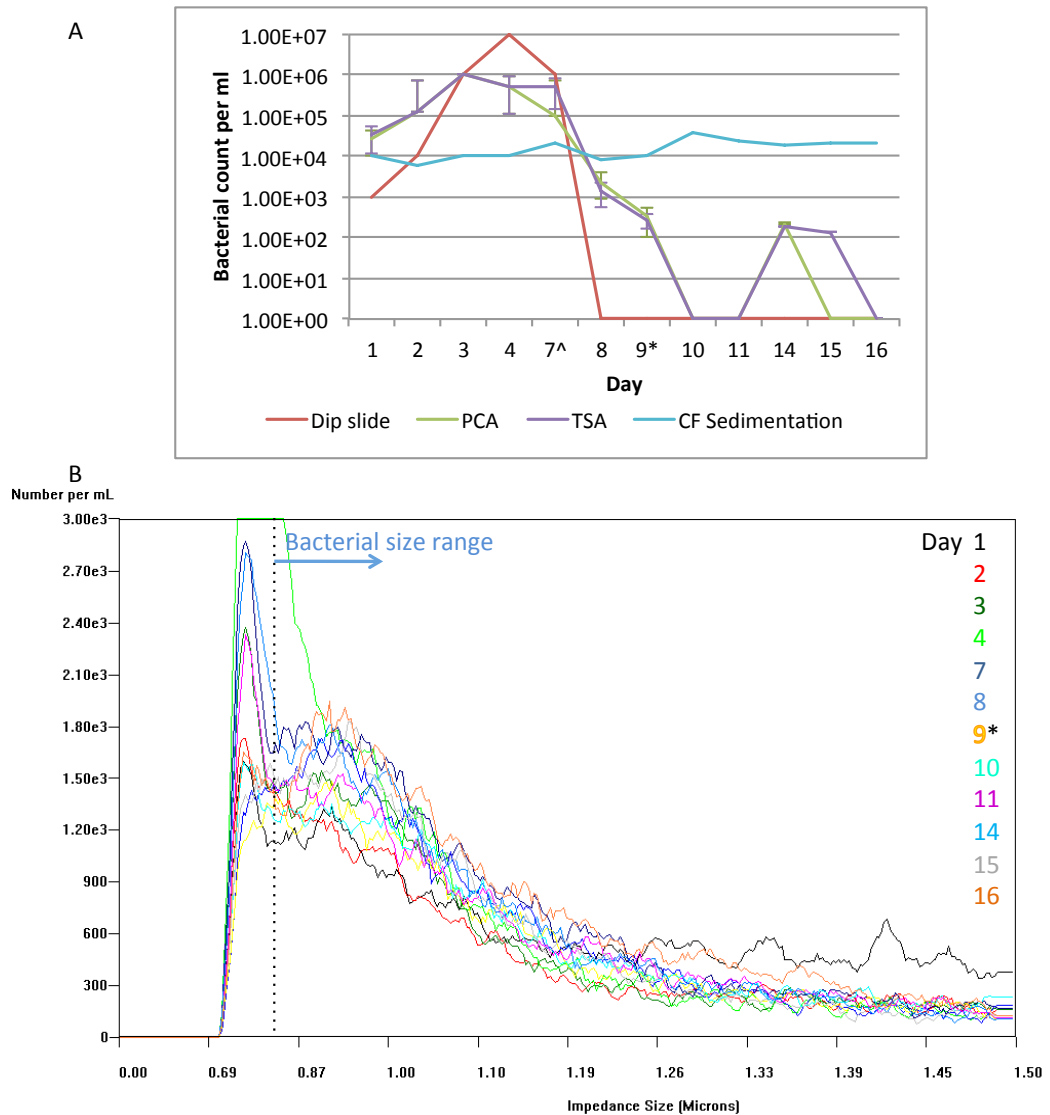 A
Bacterial count per ml
1.00E+07
1.00E+06
1.00E+05
1.00E+04
1.00E+03
1.00E+02
1.00E+01
1.00E+00
1 2 3 4 7^ 8 9* 10 11 14 15 16
Day
Dip slide PCA TSA CF Sedimentation
B
Number per mL
3.00e3
2.70e3
2.40e3
2.10e3
1.80e3
1.50e3
1.20e3
900
600
300
0
Bacterial size range
Day 1
2
3
4
7
8
9*
10
11
14
15
16
0.00 0.69 0.87 1.00 1.10 1.19 1.26 1.33 1.39 1.45 1.50
Impedance Size (Microns)